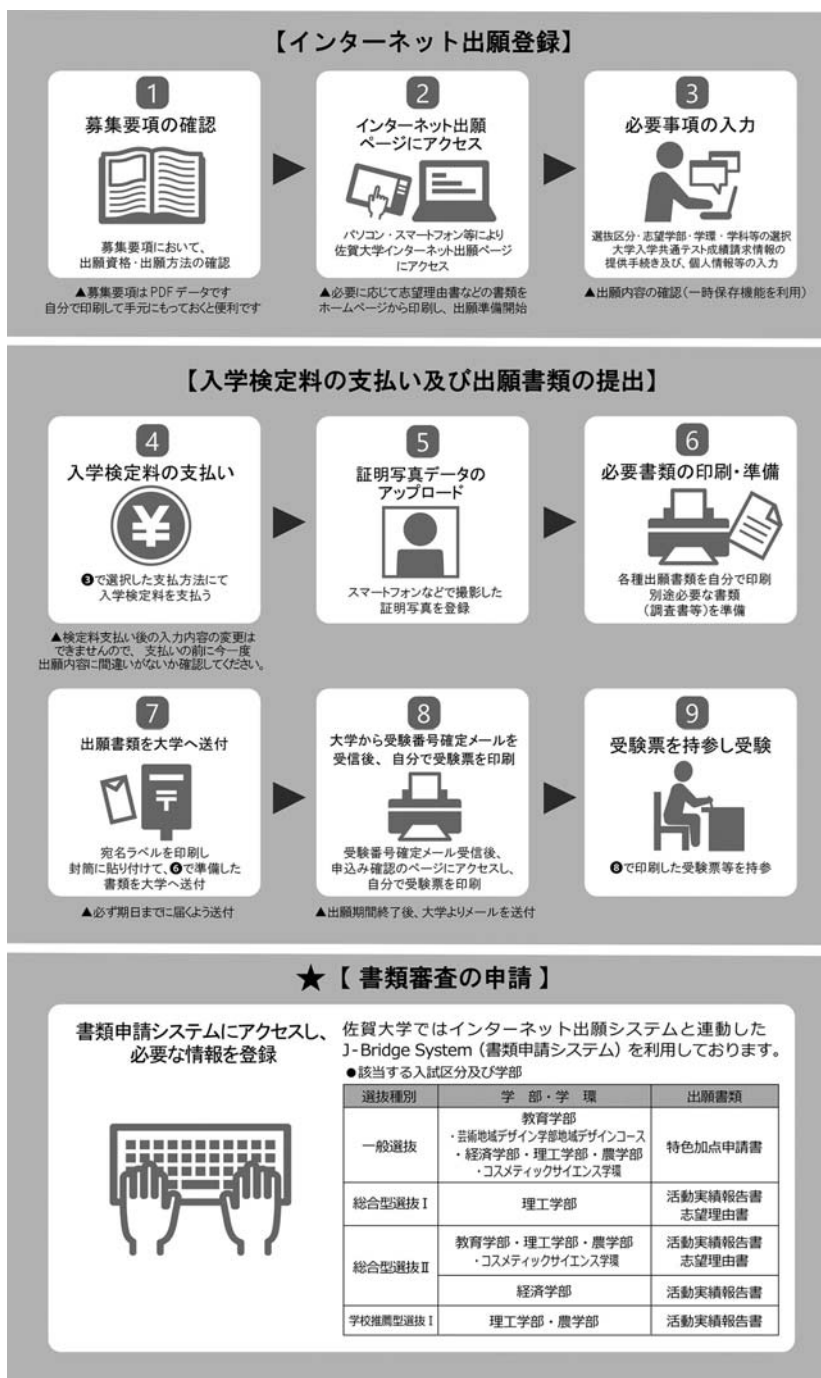 【インターネット出願登録】
1
募集要項の確認
募集要項において、
出願資格・出願方法の確認
▲募集要項は PDF データです
自分で印刷して手元にもっておくと便利です
2
インターネット出願
ページにアクセス
パソコン・スマートフォン等により
佐賀大学インターネット出願ページ
にアクセス
▲必要に応じて志望理由書などの書類を
ホームページから印刷し、出願準備開始
3
必要事項の入力
選抜区分・志望学部・学環・学科等の選択
大学入学共通テスト成績請求情報の
提供手続き及び、個人情報等の入力
▲出願内容の確認(一時保存機能を利用)
【入学検定料の支払い及び出願書類の提出】
4
入学検定料の支払い
¥
❸で選択した支払方法にて
入学検定料を支払う
▲検定料支払い後の入力内容の変更は
できませんので、支払いの前に今一度
出願内容に間違いがないか確認してください。
5
証明写真データの
アップロード
スマートフォンなどで撮影した
証明写真を登録
6
必要書類の印刷・準備
各種出願書類を自分で印刷
別途必要な書類
(調査書等)を準備
7
出願書類を大学へ送付
〒
宛名ラベルを印刷し
封筒に貼り付けて、❻で準備した
書類を大学へ送付
▲必ず期日までに届くよう送付
8
大学から受験番号確定メールを
受信後、自分で受験票を印刷
受験番号確定メール受信後、
申込み確認のページにアクセスし、
自分で受験票を印刷
▲出願期間終了後、大学よりメールを送付
9
受験票を持参し受験
❽で印刷した受験票等を持参
★【書類審査の申請】
書類申請システムにアクセスし、
必要な情報を登録
佐賀大学ではインターネット出願システムと連動した
J-Bridge System(書類申請システム)を利用しております。
●該当する入試区分及び学部
選抜種別 学部・学環 出願書類
一般選抜
教育学部
・芸術地域デザイン学部地域デザインコース
・経済学部・理工学部・農学部
・コスメティックサイエンス学環
特色加点申請書
総合型選抜Ⅰ
理工学部
活動実績報告書
志望理由書
総合型選抜Ⅱ
教育学部・理工学部・農学部
・コスメティックサイエンス学環
活動実績報告書
志望理由書
経済学部
活動実績報告書
学校推薦型選抜Ⅰ
理工学部・農学部
活動実績報告書